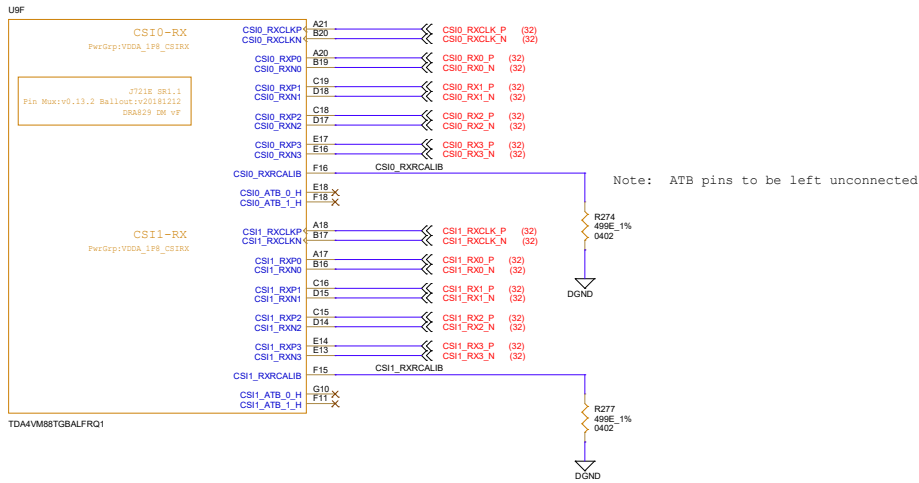 U9F
CSI0-RX
PwrGrp:VDDA_1P8_CSIRX
J721E SR1.1
Pin Mux:v0.13.2 Ballout:v20181212
DRA829 DM vF
CSI0_RXCLKP A21 CSI0_RXCLK_P (32)
CSI0_RXCLKN B20 CSI0_RXCLK_N (32)
CSI0_RXP0 A20 CSI0_RX0_P (32)
CSI0_RXN0 B19 CSI0_RX0_N (32)
CSI0_RXP1 C19 CSI0_RX1_P (32)
CSI0_RXN1 D18 CSI0_RX1_N (32)
CSI0_RXP2 C18 CSI0_RX2_P (32)
CSI0_RXN2 D17 CSI0_RX2_N (32)
CSI0_RXP3 E17 CSI0_RX3_P (32)
CSI0_RXN3 E16 CSI0_RX3_N (32)
CSI0_RXRCALIB F16 CSI0_RXRCALIB
Note: ATB pins to be left unconnected
CSI0_ATB_0_H E18
CSI0_ATB_1_H F18
R274
499E_1%
0402
DGND
CSI1-RX
PwrGrp:VDDA_1P8_CSIRX
CSI1_RXCLKP A18 CSI1_RXCLK_P (32)
CSI1_RXCLKN B17 CSI1_RXCLK_N (32)
CSI1_RXP0 A17 CSI1_RX0_P (32)
CSI1_RXN0 B16 CSI1_RX0_N (32)
CSI1_RXP1 C16 CSI1_RX1_P (32)
CSI1_RXN1 D15 CSI1_RX1_N (32)
CSI1_RXP2 C15 CSI1_RX2_P (32)
CSI1_RXN2 D14 CSI1_RX2_N (32)
CSI1_RXP3 E14 CSI1_RX3_P (32)
CSI1_RXN3 E13 CSI1_RX3_N (32)
CSI1_RXRCALIB F15 CSI1_RXRCALIB
CSI1_ATB_0_H G10
CSI1_ATB_1_H F11
R277
499E_1%
0402
DGND
TDA4VM88TGBALFRQ1